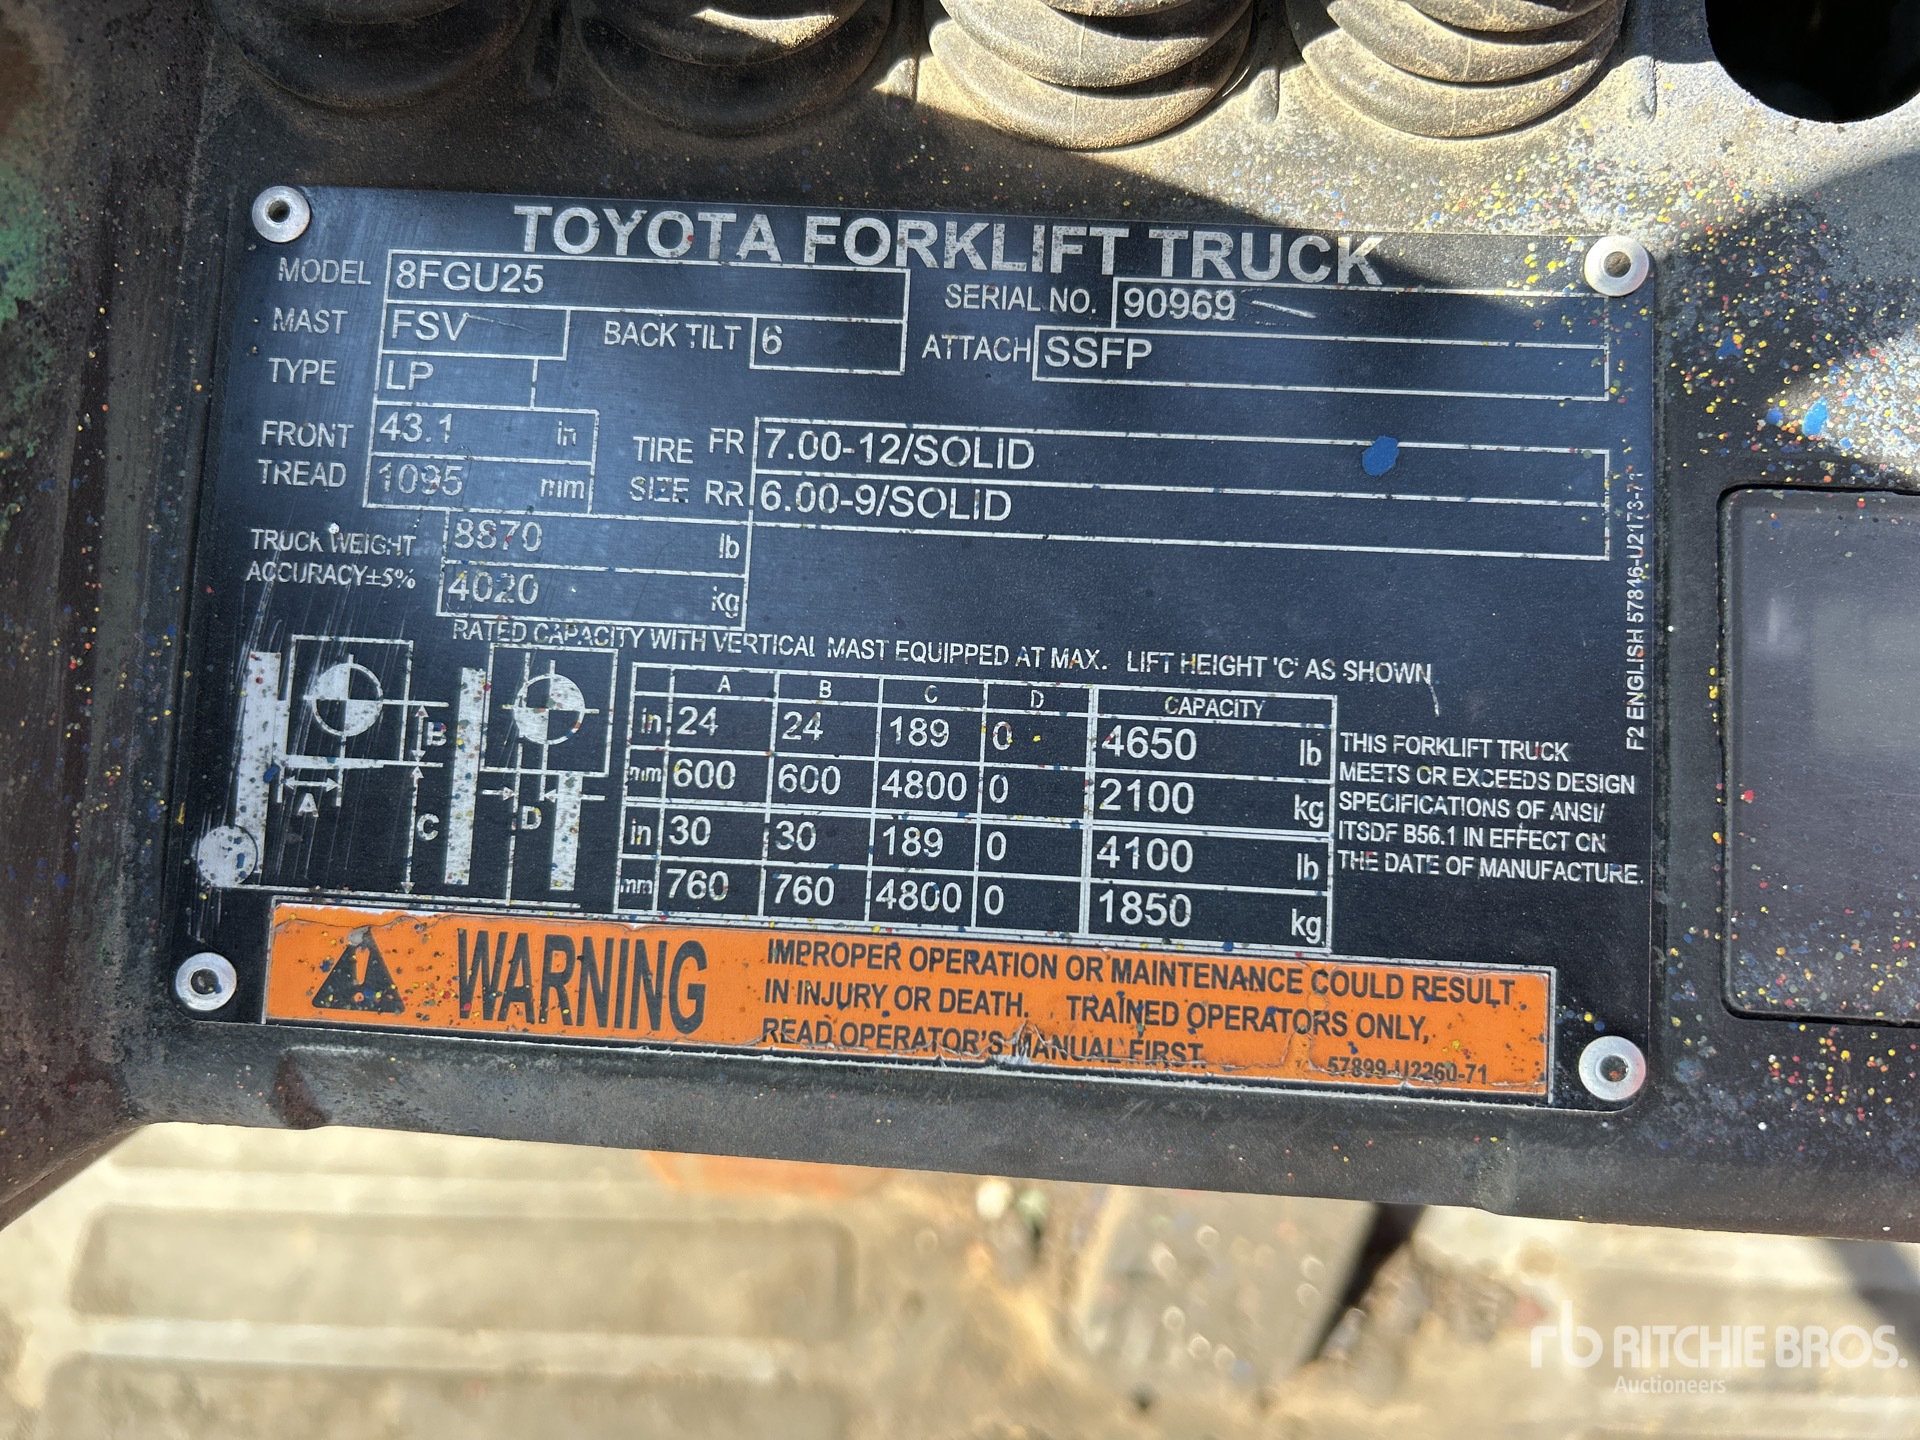 TOYOTA FORKLIFT TRUCK
MODEL 8FGU25 SERIAL NO. 90969
MAST FSV BACK TILT 6 ATTACH SSFP
TYPE LP
FRONT TREAD 43.1 in TIRE SIZE FR 7.00-12/SOLID
1095 mm RR 6.00-9/SOLID
TRUCK WEIGHT 8870 lb
ACCURACY±5% 4020 kg
RATED CAPACITY WITH VERTICAL MAST EQUIPPED AT MAX. LIFT HEIGHT 'C' AS SHOWN
A B C D CAPACITY
in 24 24 189 0 4650 lb
mm 600 600 4800 0 2100 kg
in 30 30 189 0 4100 lb
mm 760 760 4800 0 1850 kg
A B C D
THIS FORKLIFT TRUCK
MEETS OR EXCEEDS DESIGN
SPECIFICATIONS OF ANSI/
ITSDF B56.1 IN EFFECT ON
THE DATE OF MANUFACTURE.
F2 ENGLISH 57846-U2173-71
WARNING
IMPROPER OPERATION OR MAINTENANCE COULD RESULT
IN INJURY OR DEATH. TRAINED OPERATORS ONLY,
READ OPERATOR'S MANUAL FIRST.
57899-U2260-71
rb RITCHIE BROS.
Auctioneers